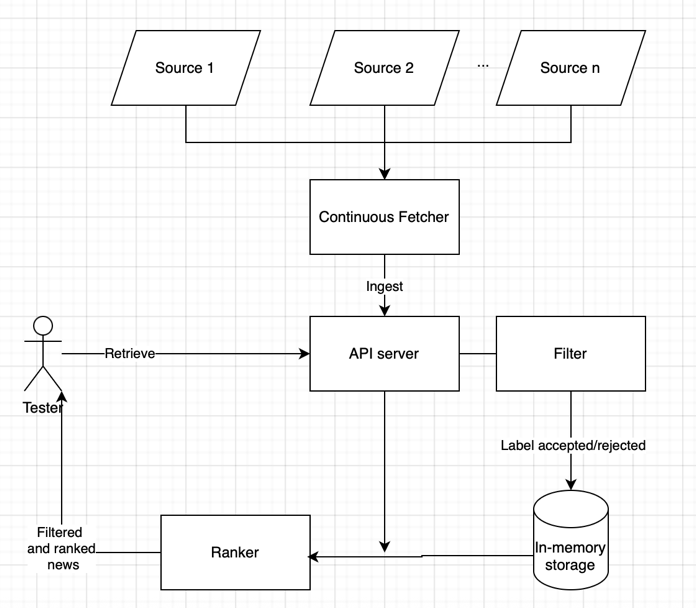 Source 1
Source 2
...
Source n
Continuous Fetcher
Ingest
Retrieve
API server
Filter
Tester
Label accepted/rejected
Filtered
and ranked
news
Ranker
In-memory
storage